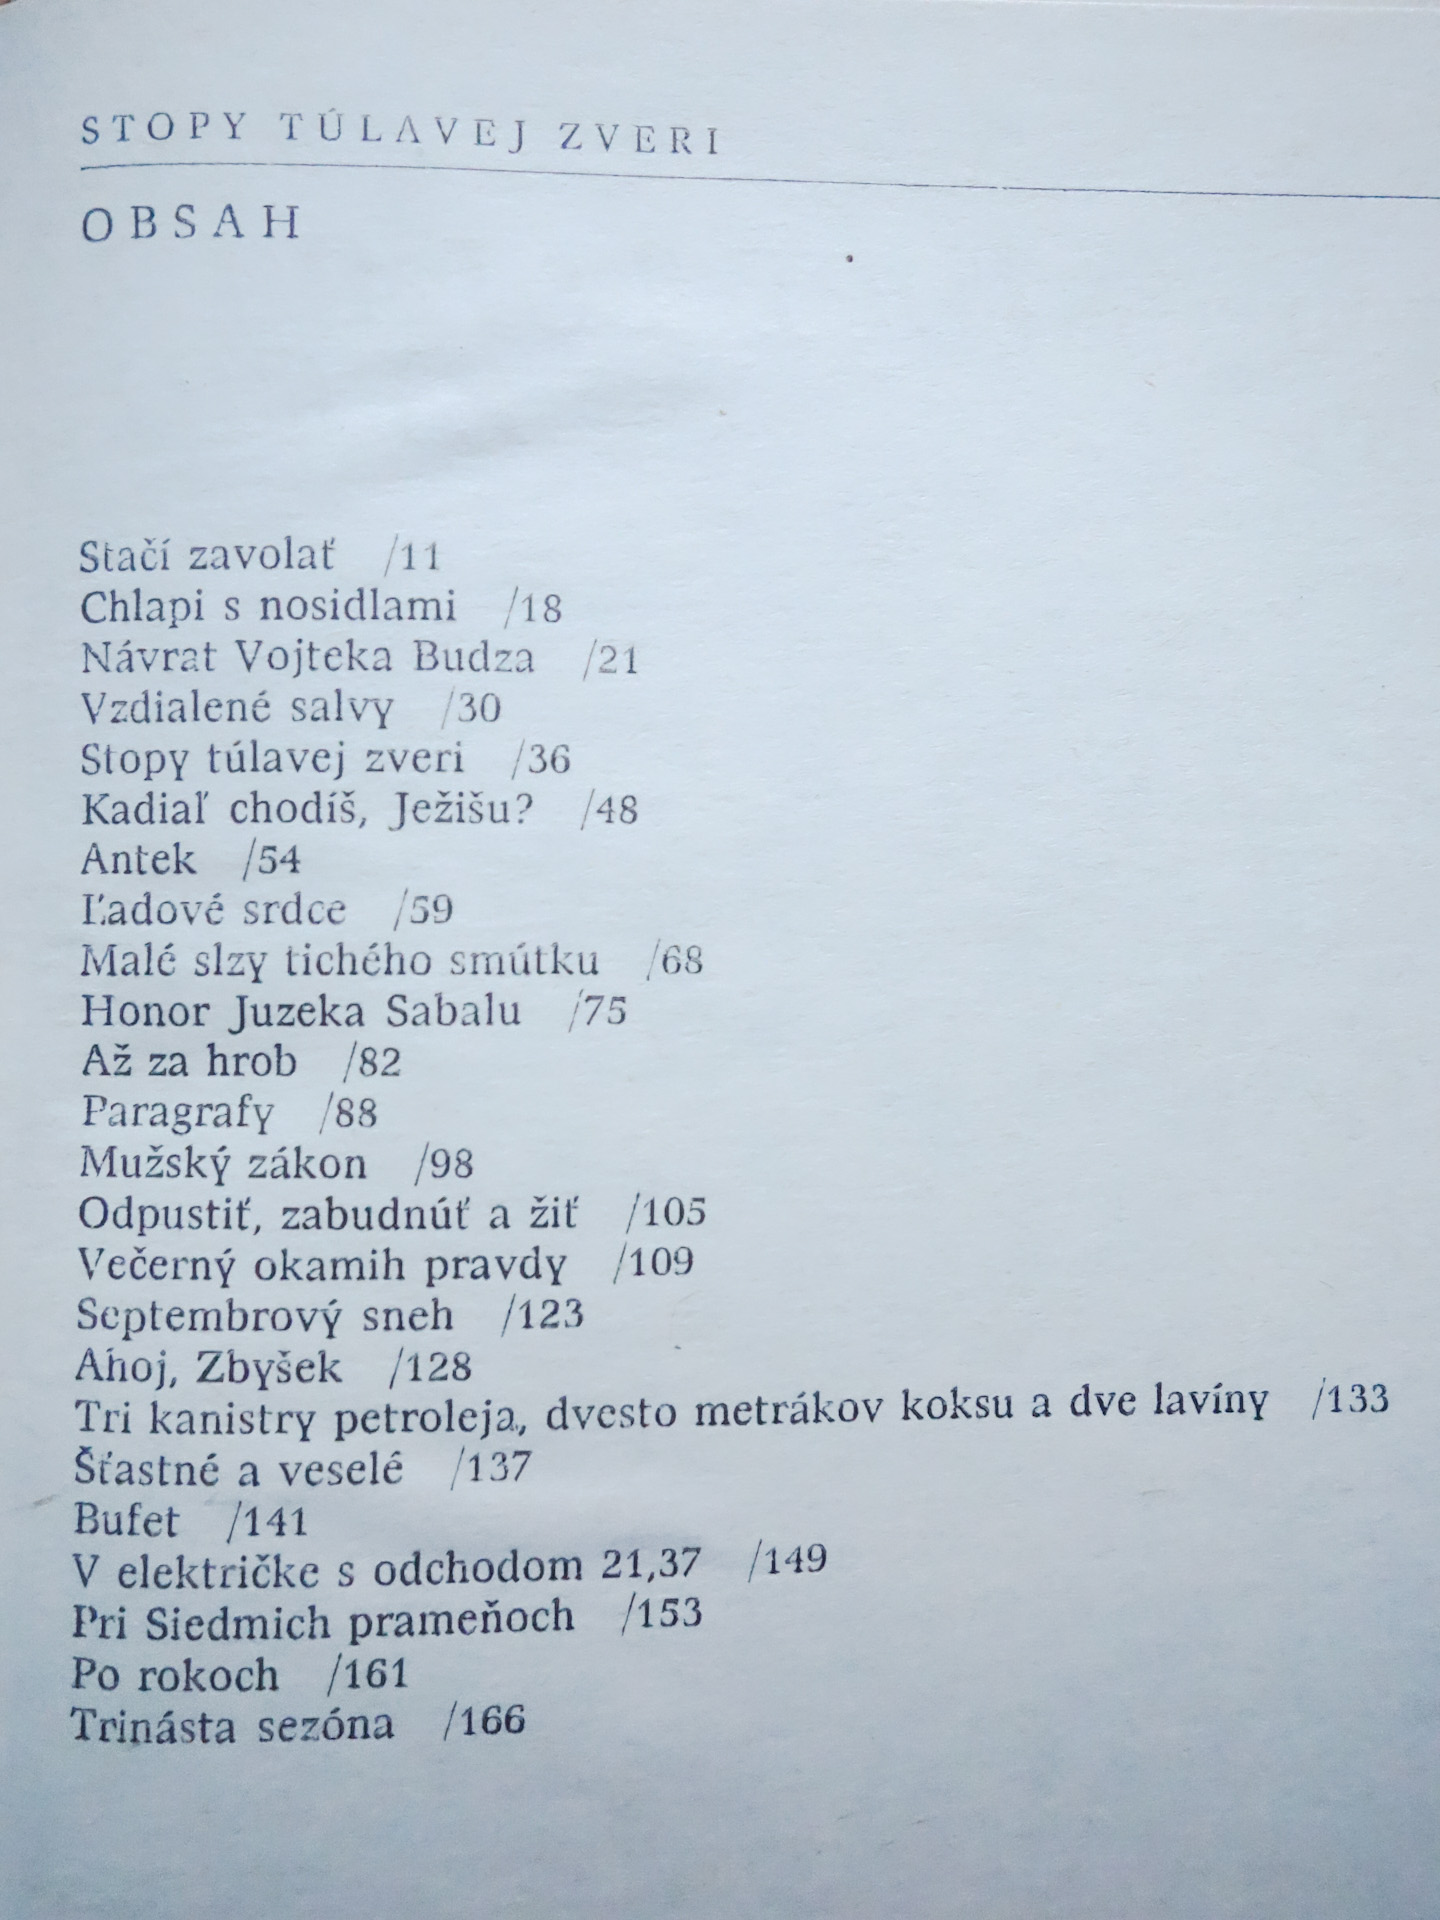 STOPY TÚLAVEJ ZVERI
OBSAH
Stačí zavolať /11
Chlapi s nosidlami /18
Návrat Vojteka Budza /21
Vzdialené salvy /30
Stopy túlavej zveri /36
Kadiaľ chodíš, Ježišu? /48
Antek /54
Ľadové srdce /59
Malé slzy tichého smútku /68
Honor Juzeka Sabalu /75
Až za hrob /82
Paragrafy /88
Mužský zákon /98
Odpustiť, zabudnúť a žiť /105
Večerný okamih pravdy /109
Septembrový sneh /123
Ahoj, Zbyšek /128
Tri kanistry petroleja, dvesto metrákov koksu a dve lavíny /133
Šťastné a veselé /137
Bufet /141
V električke s odchodom 21,37 /149
Pri Siedmich prameňoch /153
Po rokoch /161
Trinásta sezóna /166